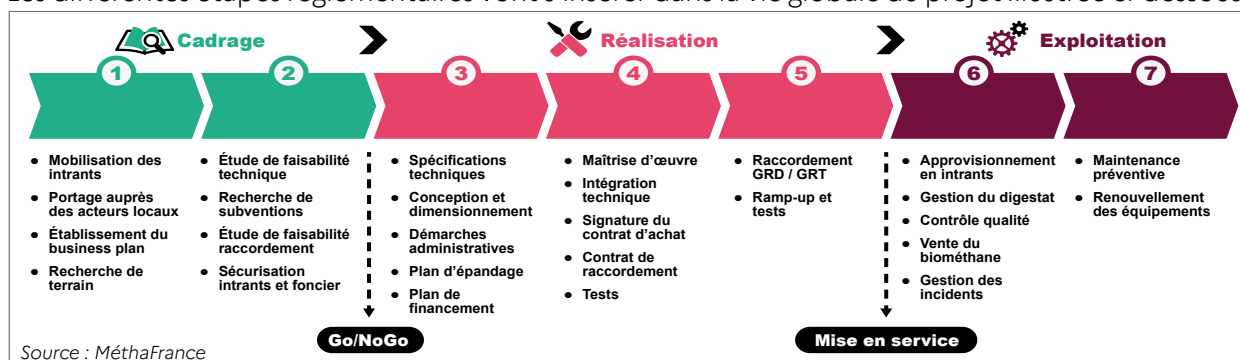 Cadrage
Réalisation
Exploitation
1
2
3
4
5
6
7
• Mobilisation des
intrants
• Portage auprès
des acteurs locaux
• Établissement du
business plan
• Recherche de
terrain
• Étude de faisabilité
technique
• Recherche de
subventions
• Étude de faisabilité
raccordement
• Sécurisation
intrants et foncier
• Spécifications
techniques
• Conception et
dimensionnement
• Démarches
administratives
• Plan d'épandage
• Plan de
financement
• Maîtrise d'œuvre
• Intégration
technique
• Signature du
contrat d'achat
• Contrat de
raccordement
• Tests
• Raccordement
GRD / GRT
• Ramp-up et
tests
• Approvisionnement
en intrants
• Gestion du digestat
• Contrôle qualité
• Vente du
biométhane
• Gestion des
incidents
• Maintenance
préventive
• Renouvellement
des équipements
Go/NoGo
Mise en service
Source : MéthaFrance